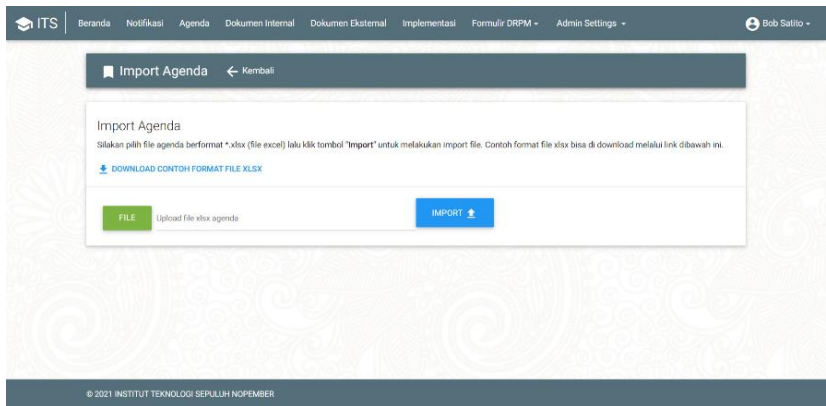 ITS Beranda Notifikasi Agenda Dokumen Internal Dokumen Eksternal Implementasi Formulir DRPM Admin Settings Bob Satito
Import Agenda Kembali
Import Agenda
Silakan pilih file agenda berformat *.xlsx (file excel) lalu klik tombol "Import" untuk melakukan import file. Contoh format file xlsx bisa di download melalui link dibawah ini.
DOWNLOAD CONTOH FORMAT FILE XLSX
FILE Upload file xlsx agenda IMPORT
© 2021 INSTITUT TEKNOLOGI SEPULUH NOPEMBER